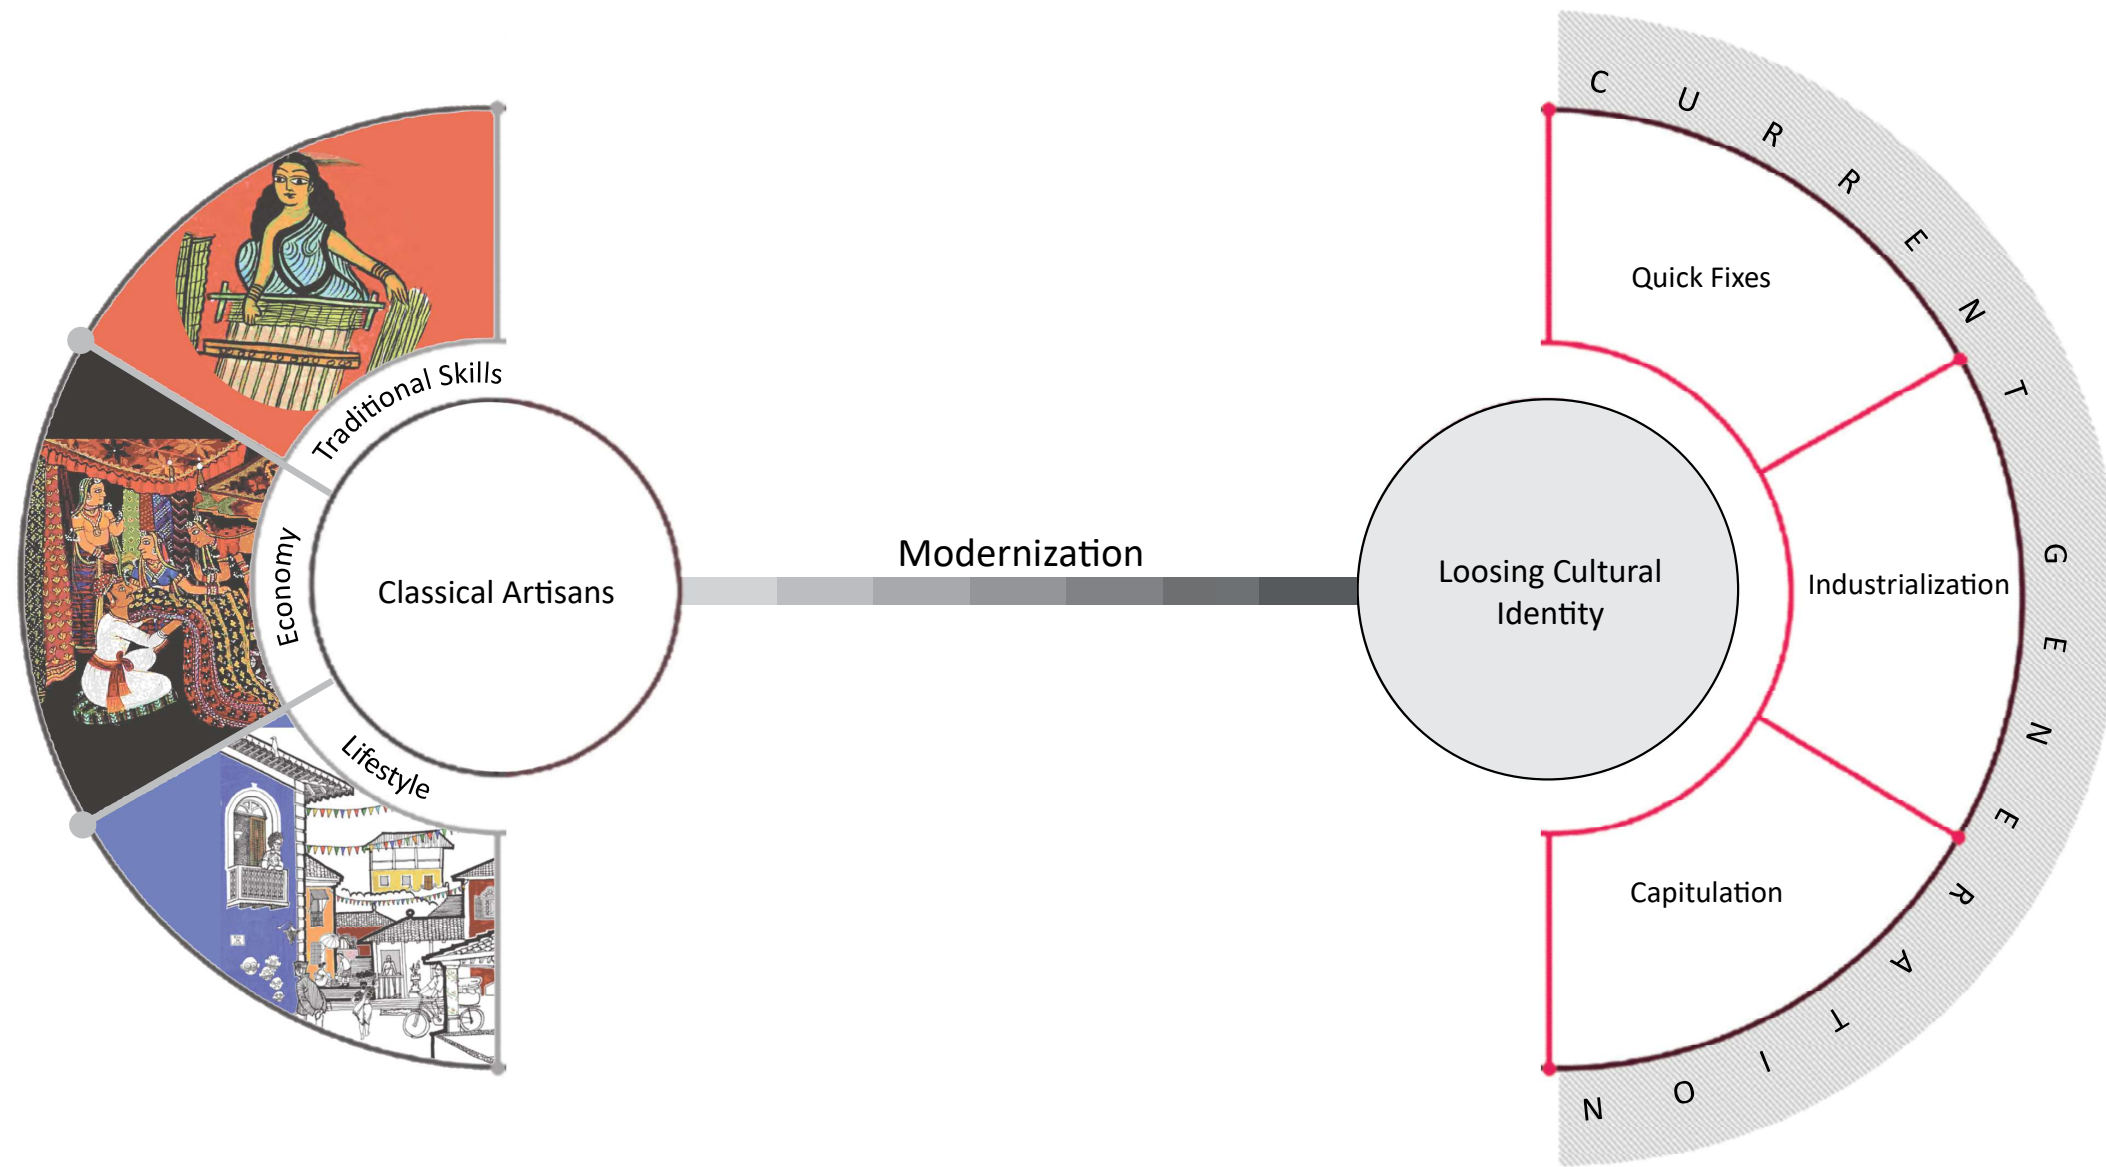 Traditional Skills
Economy
Lifestyle
Classical Artisans
Modernization
Loosing Cultural
Identity
Quick Fixes
Industrialization
Capitulation
CURRENT GENERATION